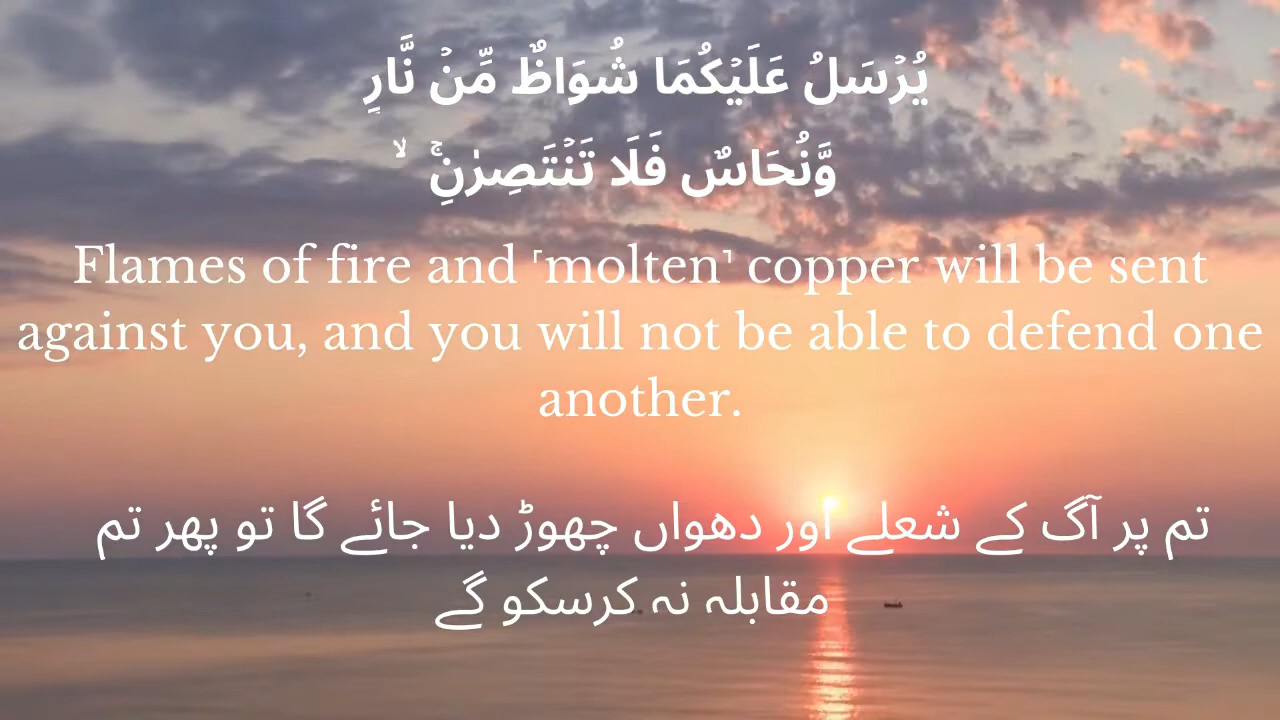 يُرۡسَلُ عَلَيۡكُمَا شُوَاظٌ مِّنۡ نَّارٍ
وَّنُحَاسٌ فَلَا تَنۡتَصِرٰنِ‌ۚ ۙ
Flames of fire and ˹molten˺ copper will be sent
against you, and you will not be able to defend one
another.
تم پر آگ کے شعلے اور دھواں چھوڑ دیا جائے گا تو پھر تم
مقابلہ نہ کرسکو گے